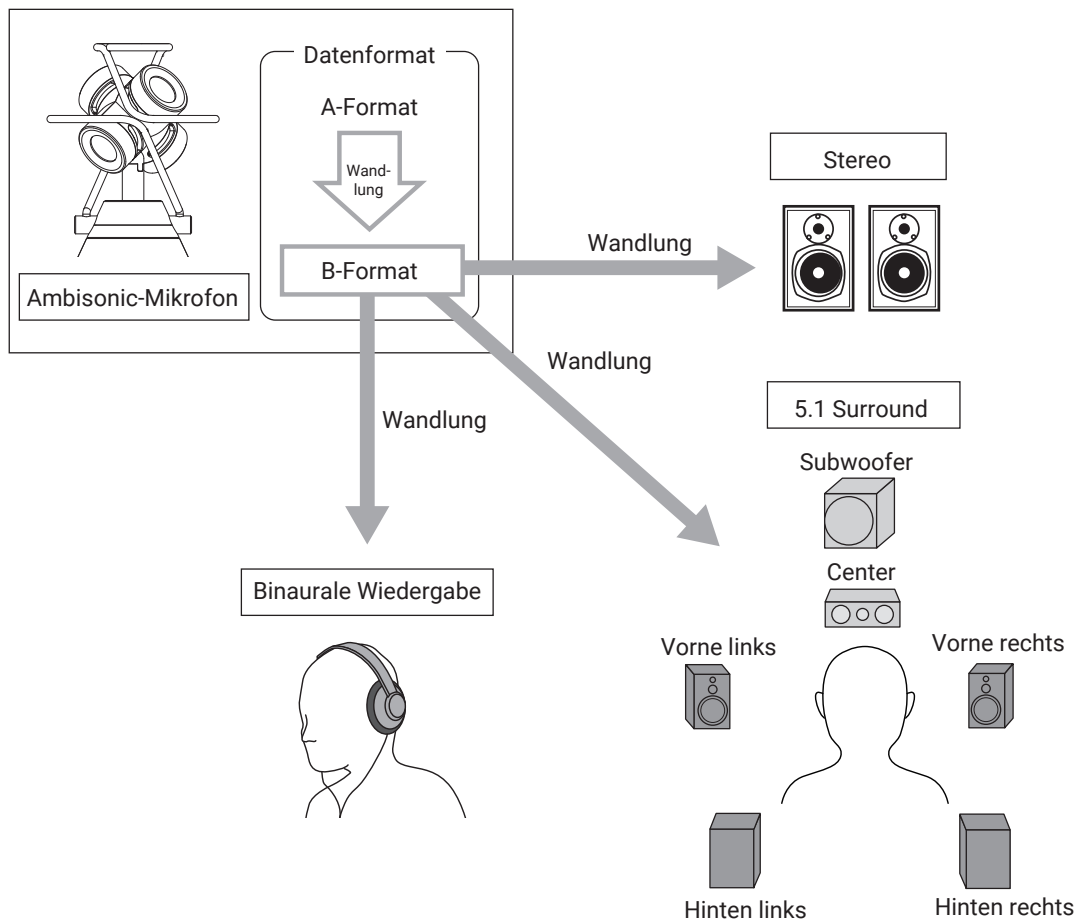 Datenformat
A-Format
Wand-
lung
B-Format
Ambisonic-Mikrofon
Wandlung
Stereo
Wandlung
Wandlung
5.1 Surround
Subwoofer
Center
Binaurale Wiedergabe
Vorne links
Vorne rechts
Hinten links
Hinten rechts